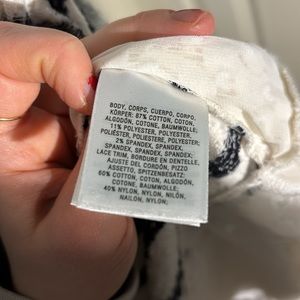 BODY, CORPS, CUERPO, CORPO,
KÖRPER: 87% COTTON, COTON,
ALGODÓN, COTONE, BAUMWOLLE;
11% POLYESTER, POLYESTER,
POLIÉSTER, POLIESTERE, POLYESTER;
2% SPANDEX, SPANDEX,
SPANDEX, SPANDEX, SPANDEX;
LACE TRIM, BORDURE EN DENTELLE,
AJUSTE DEL CORDÓN, PIZZO
ASSETTO, SPITZENBESATZ:
60% COTTON, COTON, ALGODÓN,
COTONE, BAUMWOLLE;
40% NYLON, NYLON, NILÓN,
NAILON, NYLON;